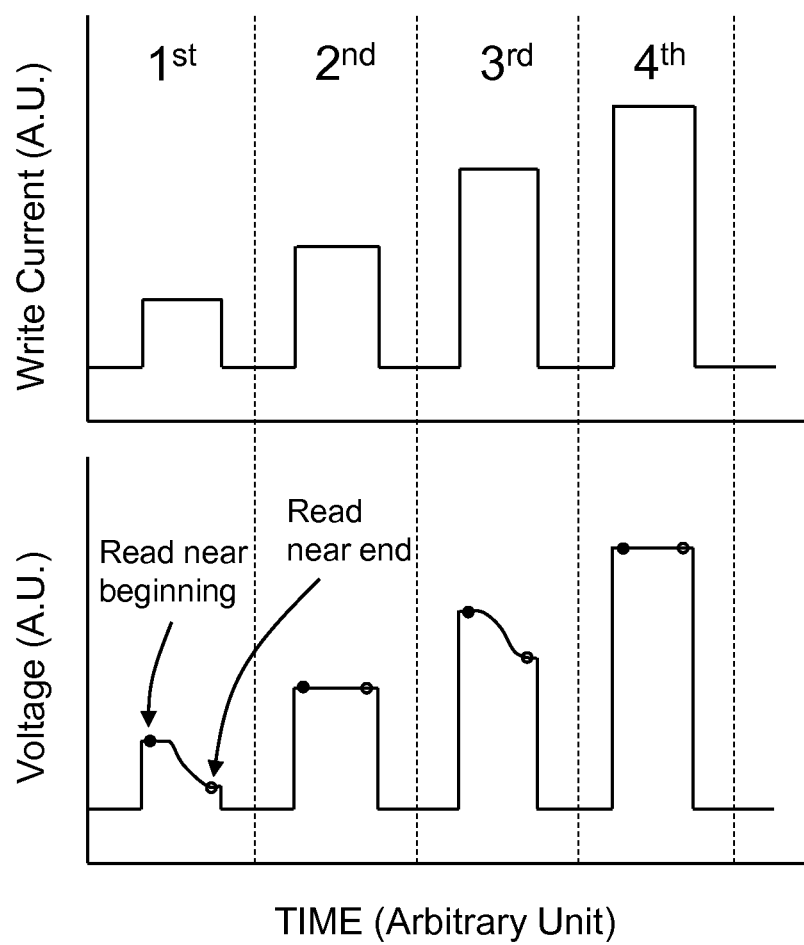 Write Current (A.U.)
1st
2nd
3rd
4th
Voltage (A.U.)
Read near
beginning
Read
near end
TIME (Arbitrary Unit)